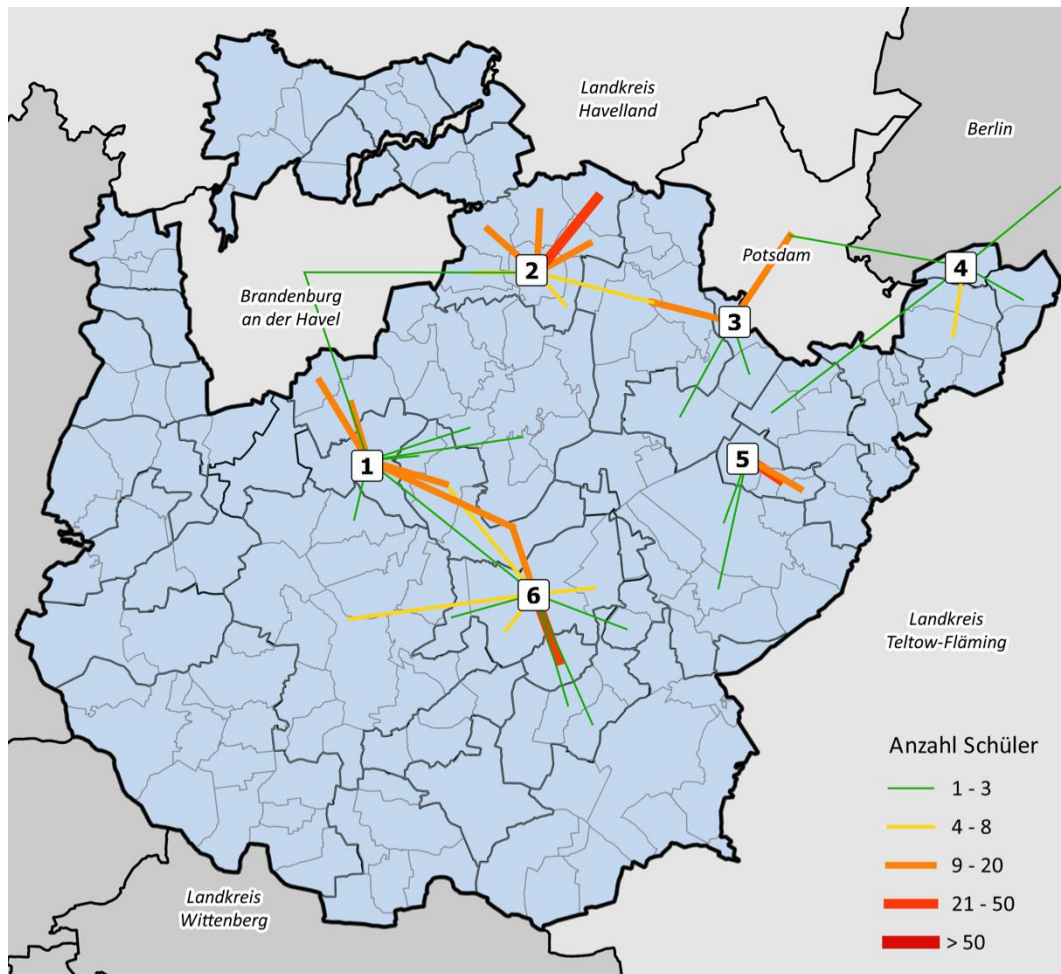 Landkreis
Havelland
Berlin
Potsdam
4
2
Brandenburg
an der Havel
3
1
5
6
Landkreis
Teltow-Fläming
Landkreis
Wittenberg
Anzahl Schüler
1 - 3
4 - 8
9 - 20
21 - 50
> 50